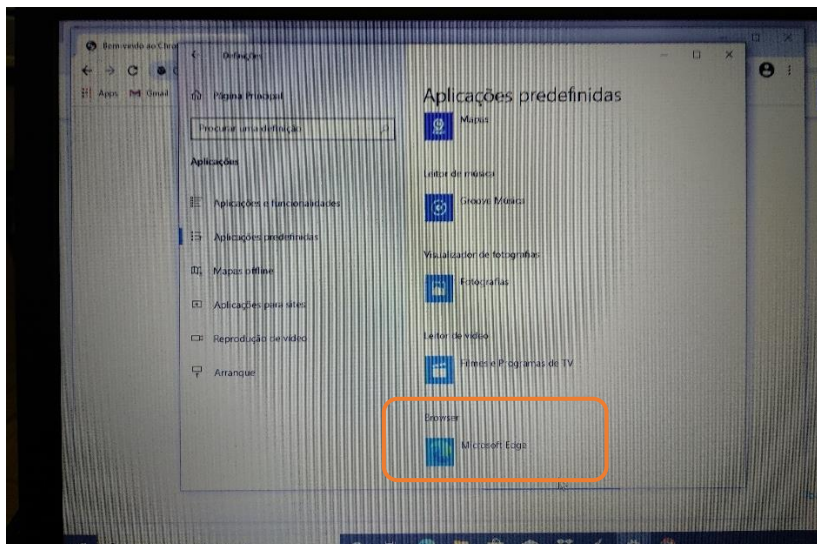 Bem-vindo ao Chro
Definições
Apps Gmail
Página Principal
Procurar uma definição
Aplicações
Aplicações e funcionalidades
Aplicações predefinidas
Mapas offline
Aplicações para sites
Reprodução de vídeo
Arranque
Aplicações predefinidas
Mapas
Leitor de música
Groove Música
Visualizador de fotografias
Fotografias
Leitor de vídeo
Filmes e Programas de TV
Browser
Microsoft Edge